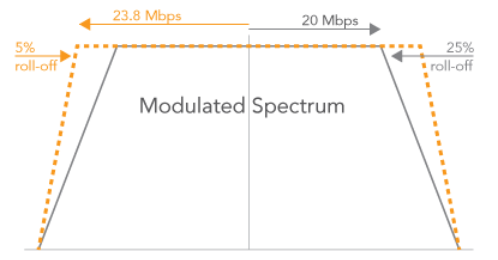 23.8 Mbps
20 Mbps
5%
roll-off
25%
roll-off
Modulated Spectrum